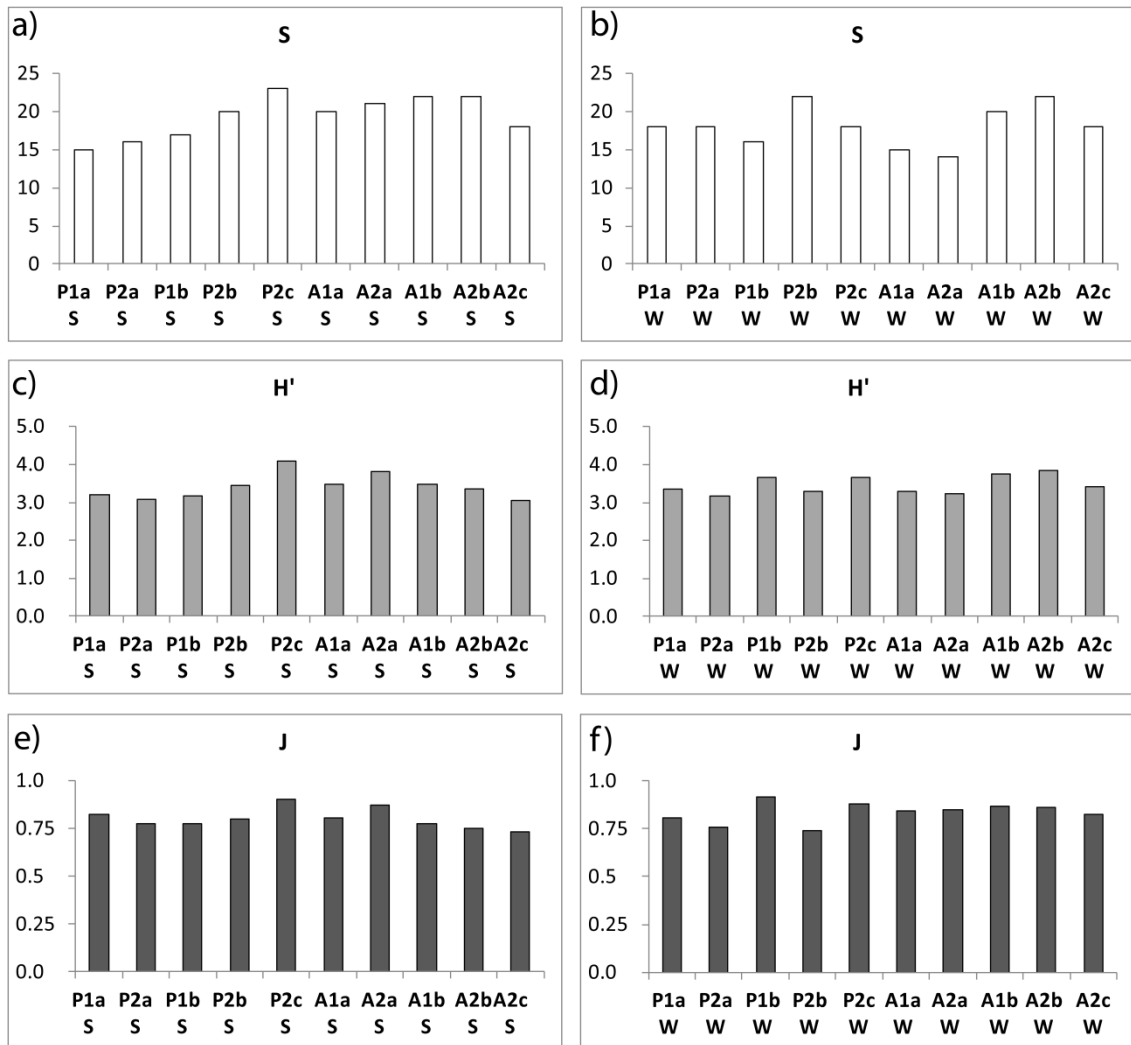 a)
S
25
20
15
10
5
0
P1a P2a P1b P2b P2c A1a A2a A1b A2b A2c
S S S S S S S S S S
b)
S
25
20
15
10
5
0
P1a P2a P1b P2b P2c A1a A2a A1b A2b A2c
W W W W W W W W W W
c)
H'
5.0
4.0
3.0
2.0
1.0
0.0
P1a P2a P1b P2b P2c A1a A2a A1b A2b A2c
S S S S S S S S S S
d)
H'
5.0
4.0
3.0
2.0
1.0
0.0
P1a P2a P1b P2b P2c A1a A2a A1b A2b A2c
W W W W W W W W W W
e)
J
1.0
0.75
0.5
0.25
0.0
P1a P2a P1b P2b P2c A1a A2a A1b A2b A2c
S S S S S S S S S S
f)
J
1.0
0.75
0.5
0.25
0.0
P1a P2a P1b P2b P2c A1a A2a A1b A2b A2c
W W W W W W W W W W